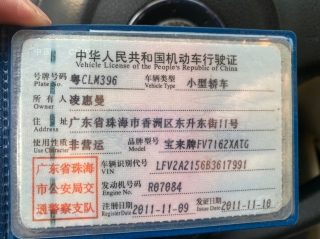 中华人民共和国机动车行驶证
Vehicle License of the People's Republic of China
号牌号码 粤CLM396 车辆类型 小型轿车
Plate No. Vehicle Type
所有人 凌惠曼
Owner
住址 广东省珠海市香洲区东升东街11号
Address
使用性质 非营运 品牌型号 宝来牌FV7162XATG
Use Character Model
广东省珠海 车辆识别代号 LFV2A2156B3617991
VIN
市公安局交 发动机号码 R07084
Engine No.
通警察支队 注册日期 2011-11-09 发证日期 2011-11-10
Register Date Issue Date